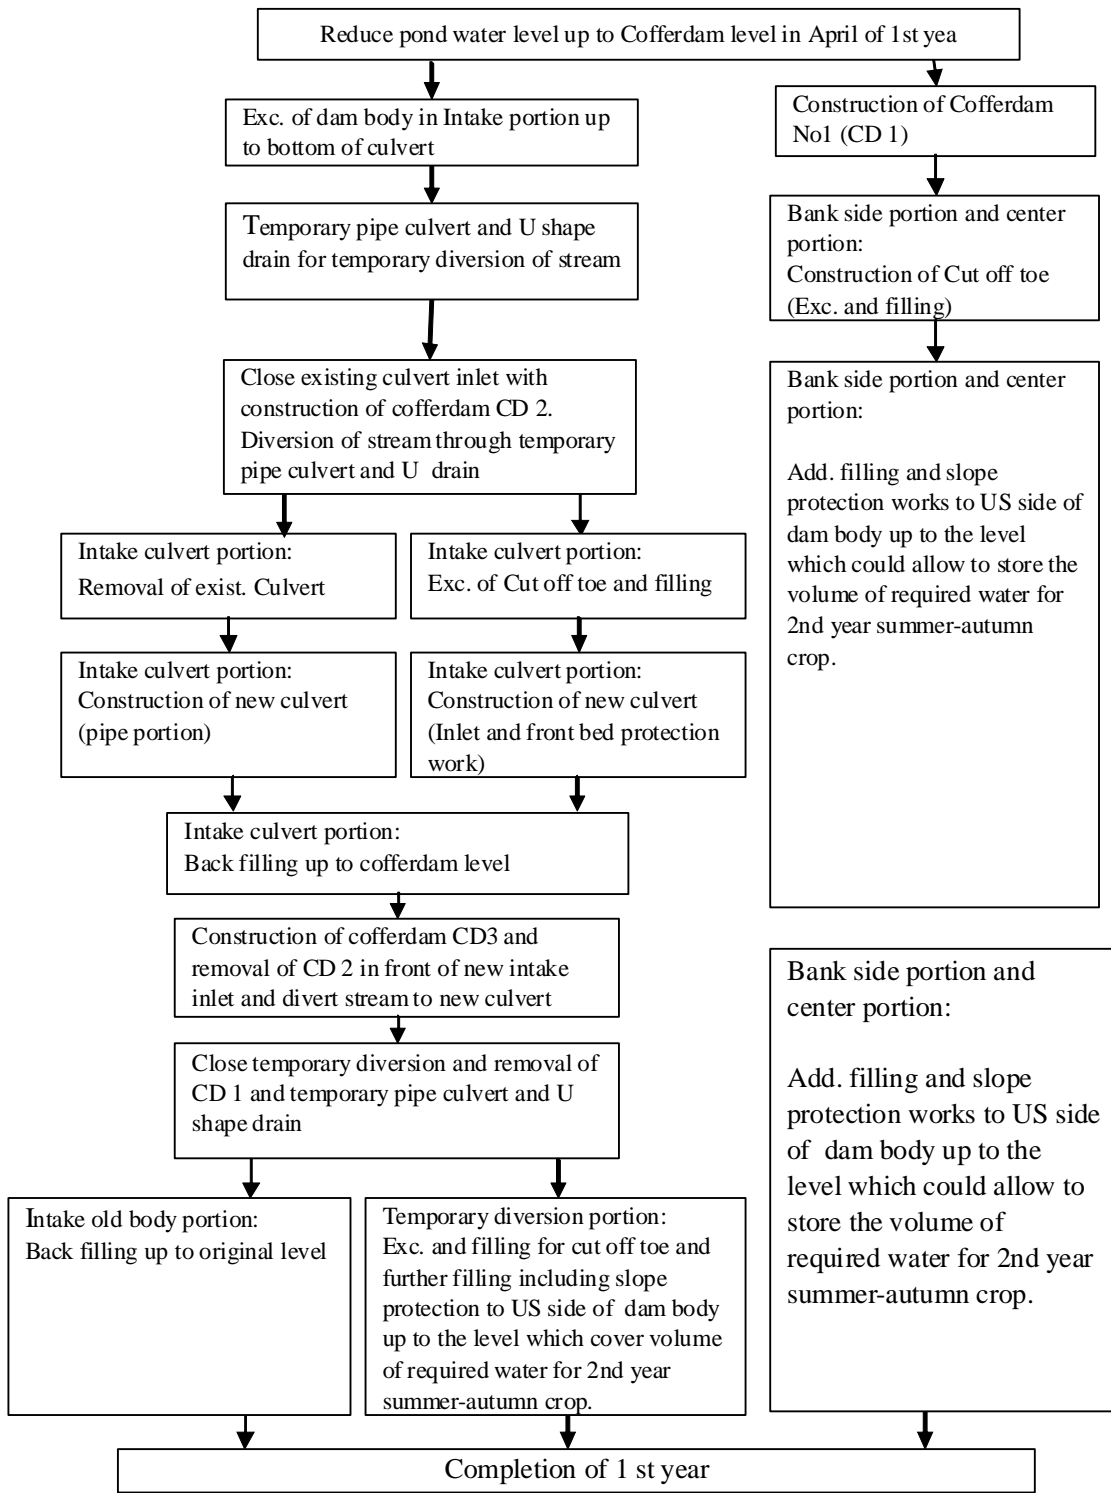 Reduce pond water level up to Cofferdam level in April of 1st yea
Exc. of dam body in Intake portion up
to bottom of culvert
Construction of Cofferdam
No1 (CD 1)
Temporary pipe culvert and U shape
drain for temporary diversion of stream
Bank side portion and center
portion:
Construction of Cut off toe
(Exc. and filling)
Close existing culvert inlet with
construction of cofferdam CD 2.
Diversion of stream through temporary
pipe culvert and U drain
Bank side portion and center
portion:
Add. filling and slope
protection works to US side of
dam body up to the level
which could allow to store the
volume of required water for
2nd year summer-autumn
crop.
Intake culvert portion:
Removal of exist. Culvert
Intake culvert portion:
Exc. of Cut off toe and filling
Intake culvert portion:
Construction of new culvert
(pipe portion)
Intake culvert portion:
Construction of new culvert
(Inlet and front bed protection
work)
Intake culvert portion:
Back filling up to cofferdam level
Construction of cofferdam CD3 and
removal of CD 2 in front of new intake
inlet and divert stream to new culvert
Close temporary diversion and removal of
CD 1 and temporary pipe culvert and U
shape drain
Bank side portion and
center portion:
Add. filling and slope
protection works to US side
of dam body up to the
level which could allow to
store the volume of
required water for 2nd year
summer-autumn crop.
Intake old body portion:
Back filling up to original level
Temporary diversion portion:
Exc. and filling for cut off toe and
further filling including slope
protection to US side of dam body
up to the level which cover volume
of required water for 2nd year
summer-autumn crop.
Completion of 1 st year